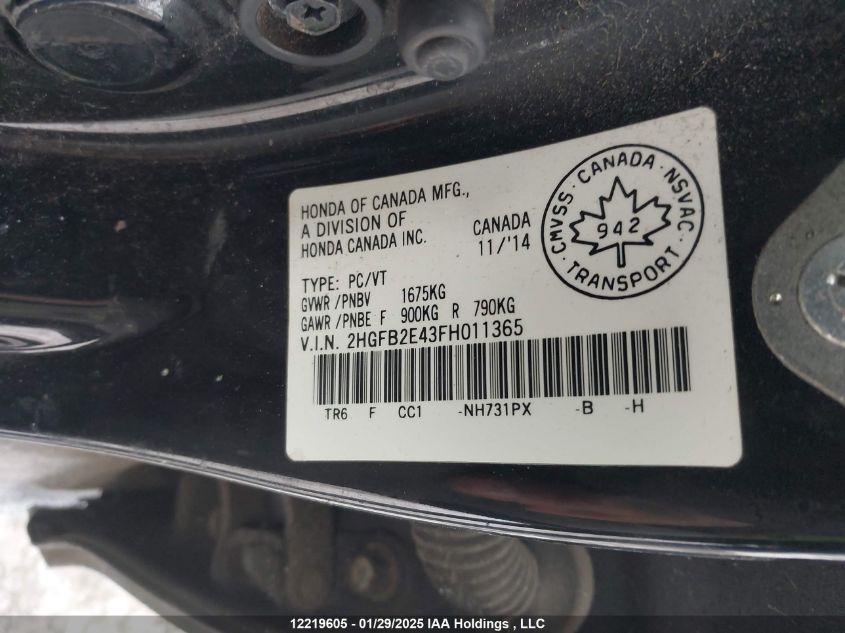 HONDA OF CANADA MFG.,
A DIVISION OF
HONDA CANADA INC.
CANADA
11/'14
CMVSS · CANADA · NSVAC
942
· TRANSPORT ·
TYPE: PC/VT
GVWR /PNBV 1675KG
GAWR /PNBE F 900KG R 790KG
V.I.N. 2HGFB2E43FH011365
TR6 F CC1 -NH731PX -B -H
12219605 - 01/29/2025 IAA Holdings , LLC